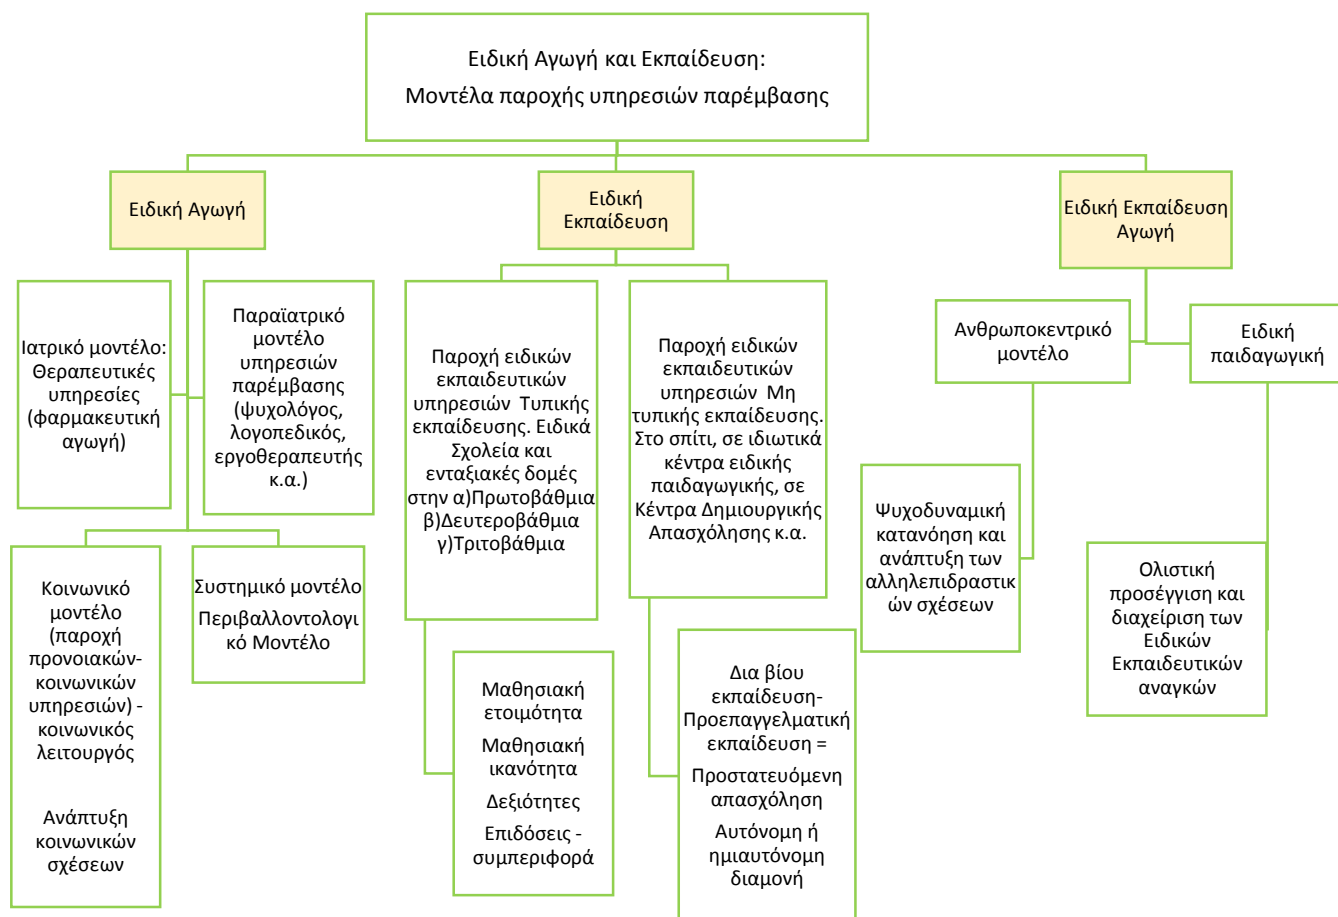 Ειδική Αγωγή και Εκπαίδευση:
Μοντέλα παροχής υπηρεσιών παρέμβασης
Ειδική Αγωγή
Ιατρικό μοντέλο:
Θεραπευτικές
υπηρεσίες
(φαρμακευτική
αγωγή)
Παραϊατρικό
μοντέλο
υπηρεσιών
παρέμβασης
(ψυχολόγος,
λογοπεδικός,
εργοθεραπευτής
κ.α.)
Κοινωνικό
μοντέλο
(παροχή
προνοιακών-
κοινωνικών
υπηρεσιών) -
κοινωνικός
λειτουργός
Ανάπτυξη
κοινωνικών
σχέσεων
Συστημικό μοντέλο
Περιβαλλοντολογι
κό Μοντέλο
Ειδική
Εκπαίδευση
Παροχή ειδικών
εκπαιδευτικών
υπηρεσιών Τυπικής
εκπαίδευσης. Ειδικά
Σχολεία και
ενταξιακές δομές
στην α)Πρωτοβάθμια
β)Δευτεροβάθμια
γ)Τριτοβάθμια
Μαθησιακή
ετοιμότητα
Μαθησιακή
ικανότητα
Δεξιότητες
Επιδόσεις -
συμπεριφορά
Παροχή ειδικών
εκπαιδευτικών
υπηρεσιών Μη
τυπικής εκπαίδευσης.
Στο σπίτι, σε ιδιωτικά
κέντρα ειδικής
παιδαγωγικής, σε
Κέντρα Δημιουργικής
Απασχόλησης κ.α.
Δια βίου
εκπαίδευση-
Προεπαγγελματική
εκπαίδευση =
Προστατευόμενη
απασχόληση
Αυτόνομη ή
ημιαυτόνομη
διαμονή
Ειδική Εκπαίδευση
Αγωγή
Ανθρωποκεντρικό
μοντέλο
Ψυχοδυναμική
κατανόηση και
ανάπτυξη των
αλληλεπιδραστικ
ών σχέσεων
Ειδική
παιδαγωγική
Ολιστική
προσέγγιση και
διαχείριση των
Ειδικών
Εκπαιδευτικών
αναγκών